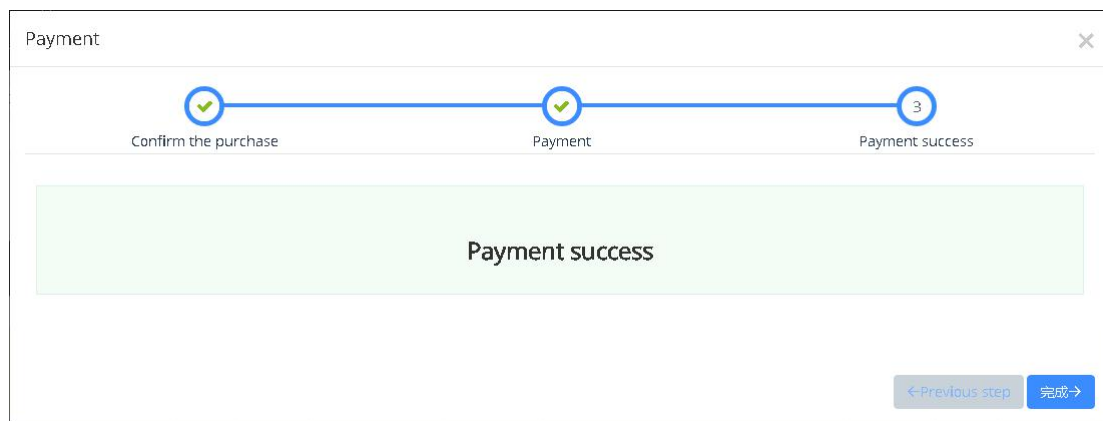 Payment
3
Confirm the purchase
Payment
Payment success
Payment success
←Previous step
完成→